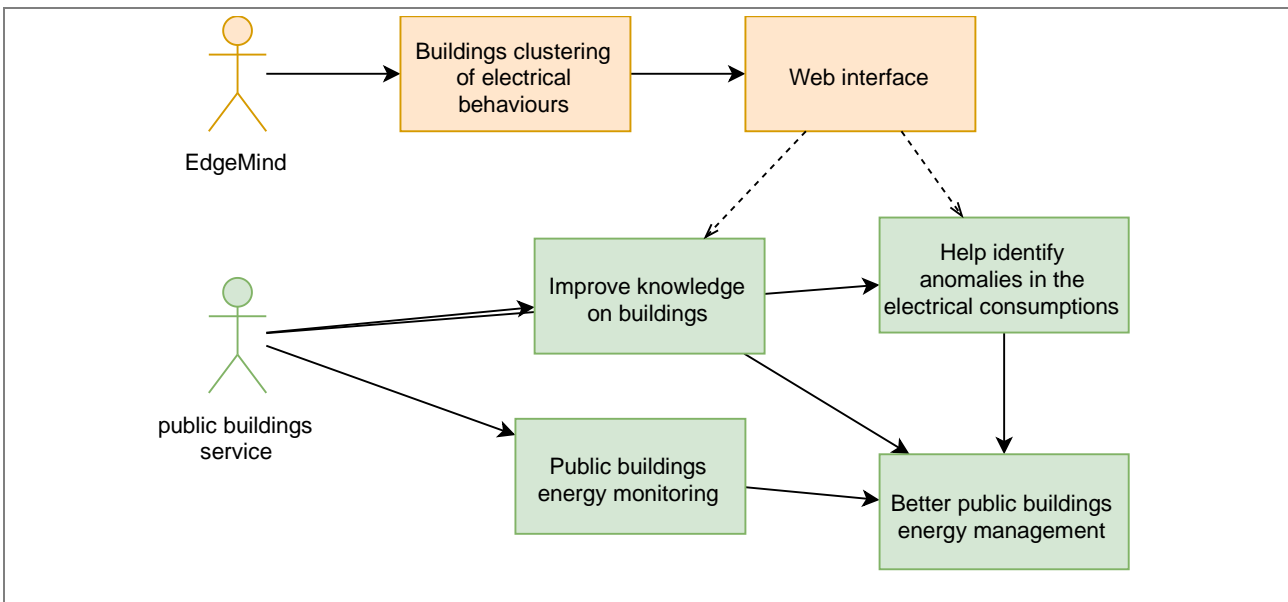 Buildings clustering
of electrical
behaviours
Web interface
EdgeMind
Improve knowledge
on buildings
Help identify
anomalies in the
electrical consumptions
public buildings
service
Public buildings
energy monitoring
Better public buildings
energy management